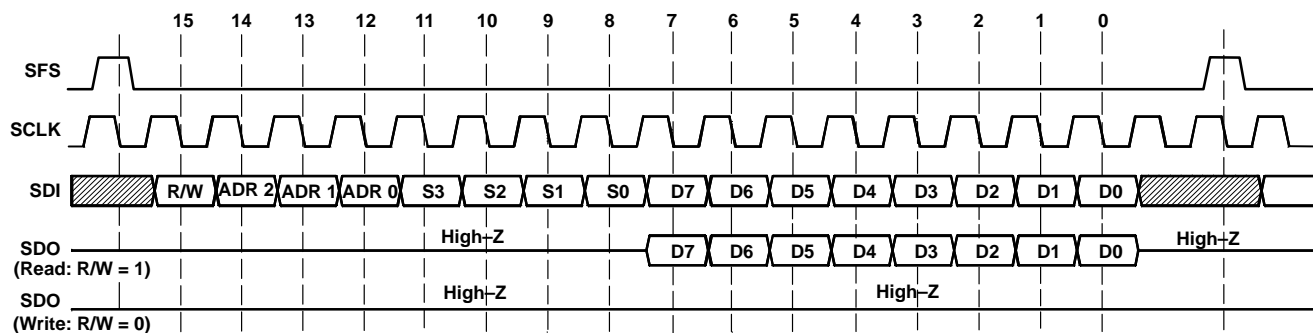 15 14 13 12 11 10 9 8 7 6 5 4 3 2 1 0
SFS
SCLK
SDI R/W ADR 2 ADR 1 ADR 0 S3 S2 S1 S0 D7 D6 D5 D4 D3 D2 D1 D0
High–Z High–Z
SDO D7 D6 D5 D4 D3 D2 D1 D0
(Read: R/W = 1)
High–Z High–Z
SDO
(Write: R/W = 0)